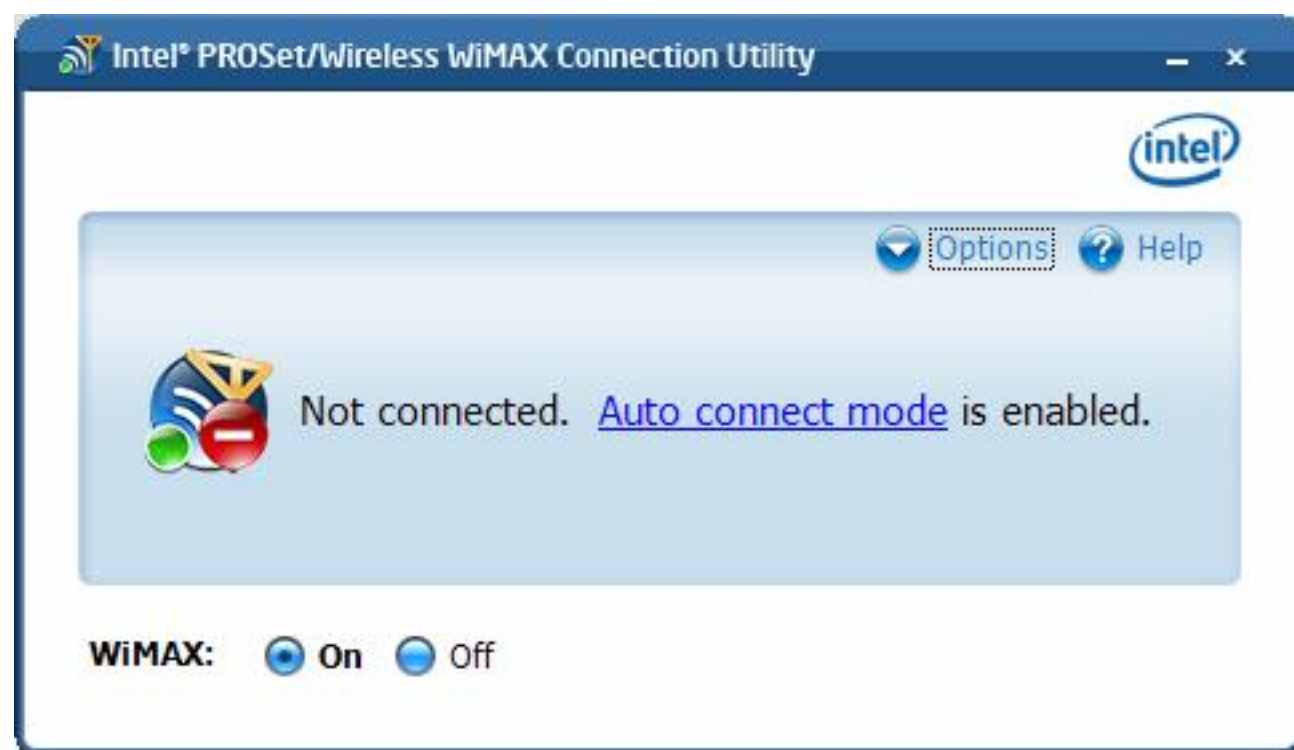 Intel® PROSet/Wireless WiMAX Connection Utility
intel
Options Help
Not connected. Auto connect mode is enabled.
WiMAX: On Off